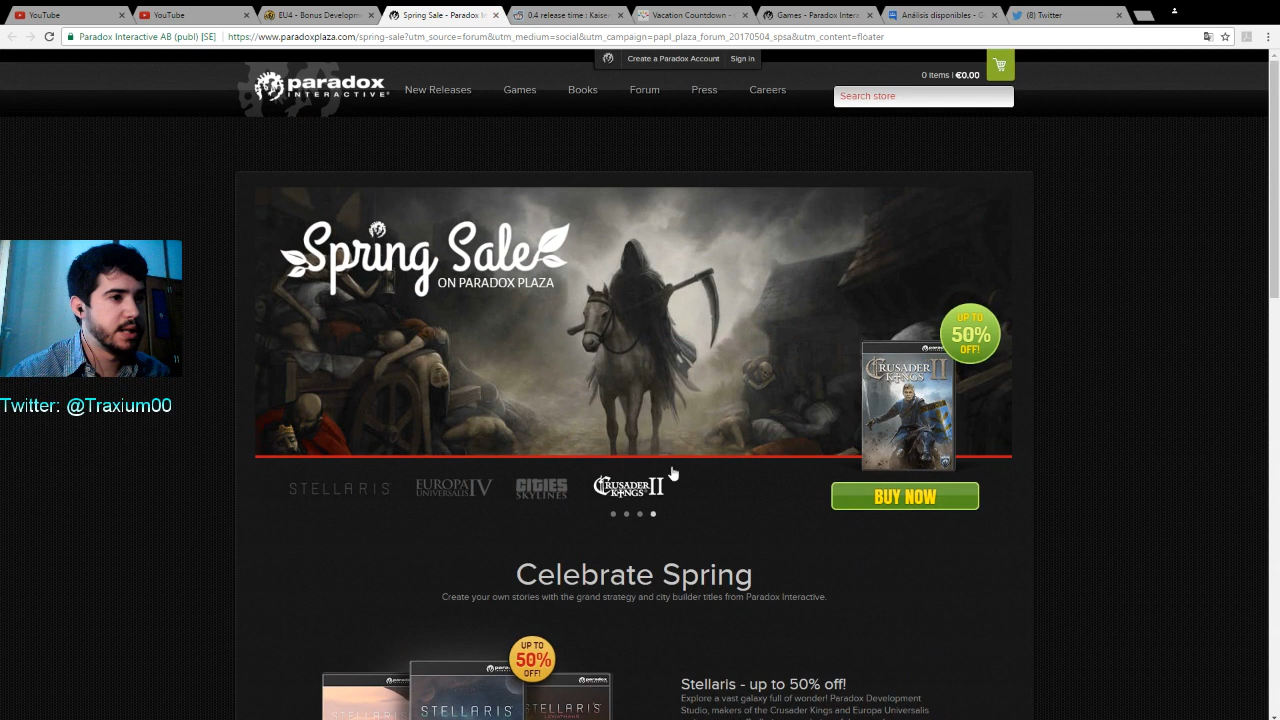 YouTube
YouTube
EU4 - Bonus Developm
Spring Sale - Paradox In
0.4 release time : Kaiser
Vacation Countdown -
Games - Paradox Intera
Análisis disponibles - G
(8) Twitter
Paradox Interactive AB (publ) [SE]
https://www.paradoxplaza.com/spring-sale?utm_source=forum&utm_medium=social&utm_campaign=papl_plaza_forum_20170504_spsa&utm_content=floater
Create a Paradox Account
Sign in
paradox
INTERACTIVE
New Releases
Games
Books
Forum
Press
Careers
0 items | €0.00
Search store
Spring Sale
ON PARADOX PLAZA
UP TO
50%
OFF!
CRUSADER
KINGS II
Twitter: @Traxium00
STELLARIS
EUROPA
UNIVERSALIS IV
CITIES
SKYLINES
CRUSADER
KINGS II
BUY NOW
Celebrate Spring
Create your own stories with the grand strategy and city builder titles from Paradox Interactive.
UP TO
50%
OFF!
STELLARIS
STELLARIS
STELLARIS
Stellaris - up to 50% off!
Explore a vast galaxy full of wonder! Paradox Development
Studio, makers of the Crusader Kings and Europa Universalis